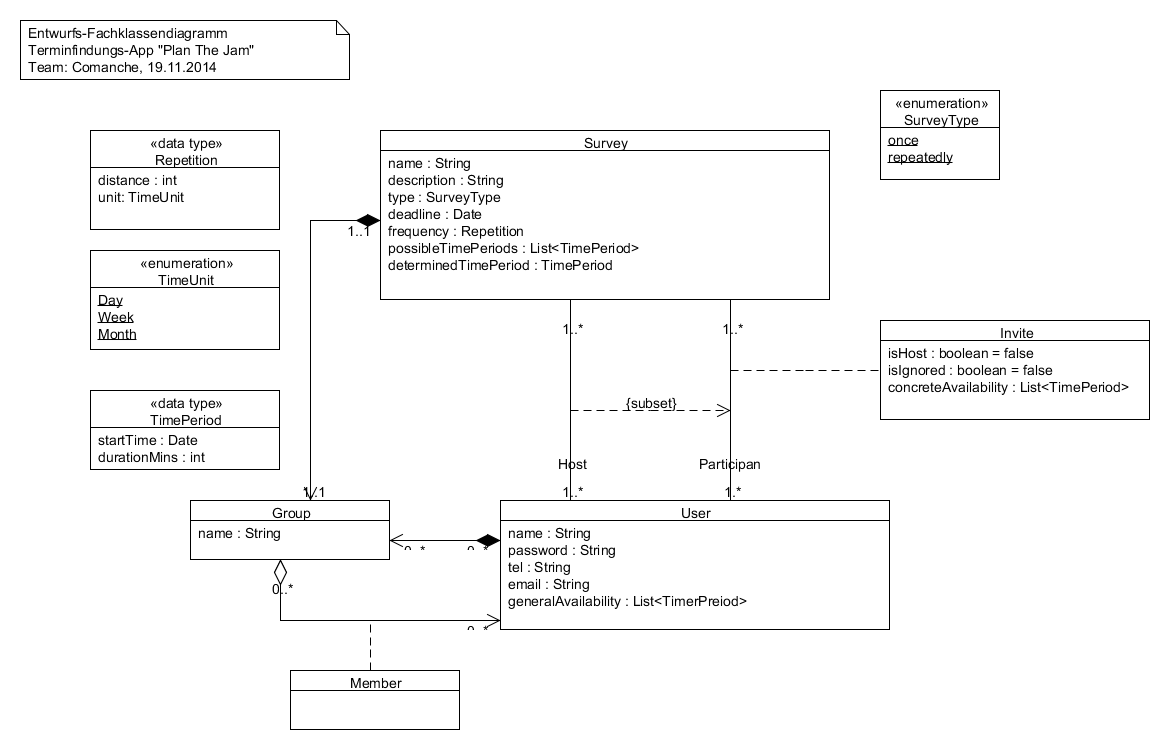 Entwurfs-Fachklassendiagramm
Terminfindungs-App "Plan The Jam"
Team: Comanche, 19.11.2014
«enumeration»
SurveyType
once
repeatedly
«data type»
Repetition
distance : int
unit: TimeUnit
Survey
name : String
description : String
type : SurveyType
deadline : Date
frequency : Repetition
possibleTimePeriods : List<TimePeriod>
determinedTimePeriod : TimePeriod
1..1
«enumeration»
TimeUnit
Day
Week
Month
1..*
1..*
Invite
isHost : boolean = false
isIgnored : boolean = false
concreteAvailability : List<TimePeriod>
«data type»
TimePeriod
startTime : Date
durationMins : int
{subset}
Host
Participan
1..1
1..*
1.*
Group
name : String
User
name : String
password : String
tel : String
email : String
generalAvailability : List<TimerPreiod>
0..*
0..*
0..*
0..*
Member